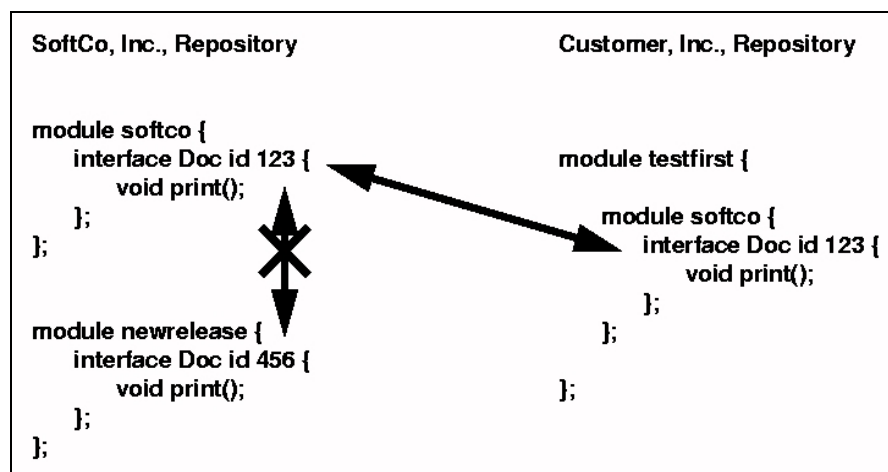 SoftCo, Inc., Repository
module softco {
interface Doc id 123 {
void print();
};
};
module newrelease {
interface Doc id 456 {
void print();
};
};
Customer, Inc., Repository
module testfirst {
module softco {
interface Doc id 123 {
void print();
};
};
};